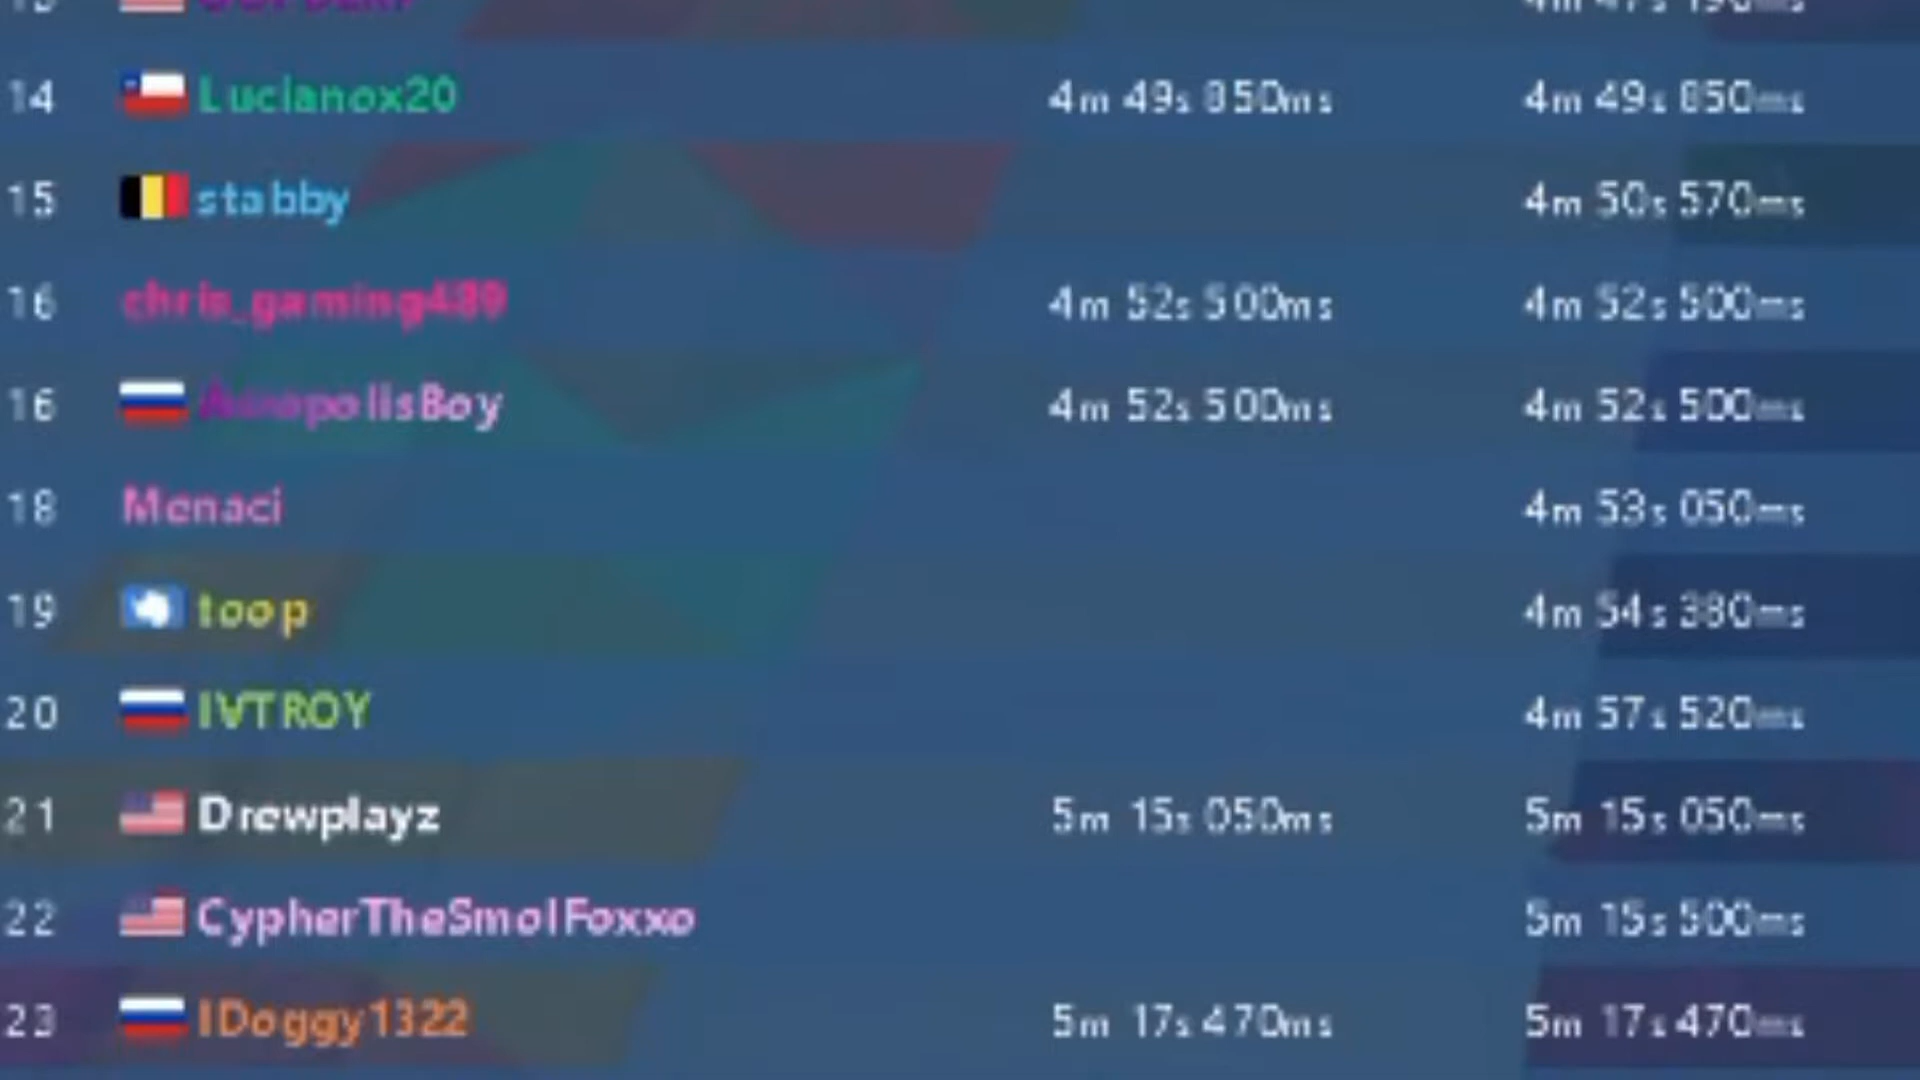 14 Lucianox20 4m 49s 850ms 4m 49s 850ms
15 stabby 4m 50s 570ms
16 chris_gaming489 4m 52s 500ms 4m 52s 500ms
16 AcropolisBoy 4m 52s 500ms 4m 52s 500ms
18 Menaci 4m 53s 050ms
19 toop 4m 54s 380ms
20 IVTROY 4m 57s 520ms
21 Drewplayz 5m 15s 050ms 5m 15s 050ms
22 CypherTheSmolFoxxo 5m 15s 500ms
23 IDoggy1322 5m 17s 470ms 5m 17s 470ms